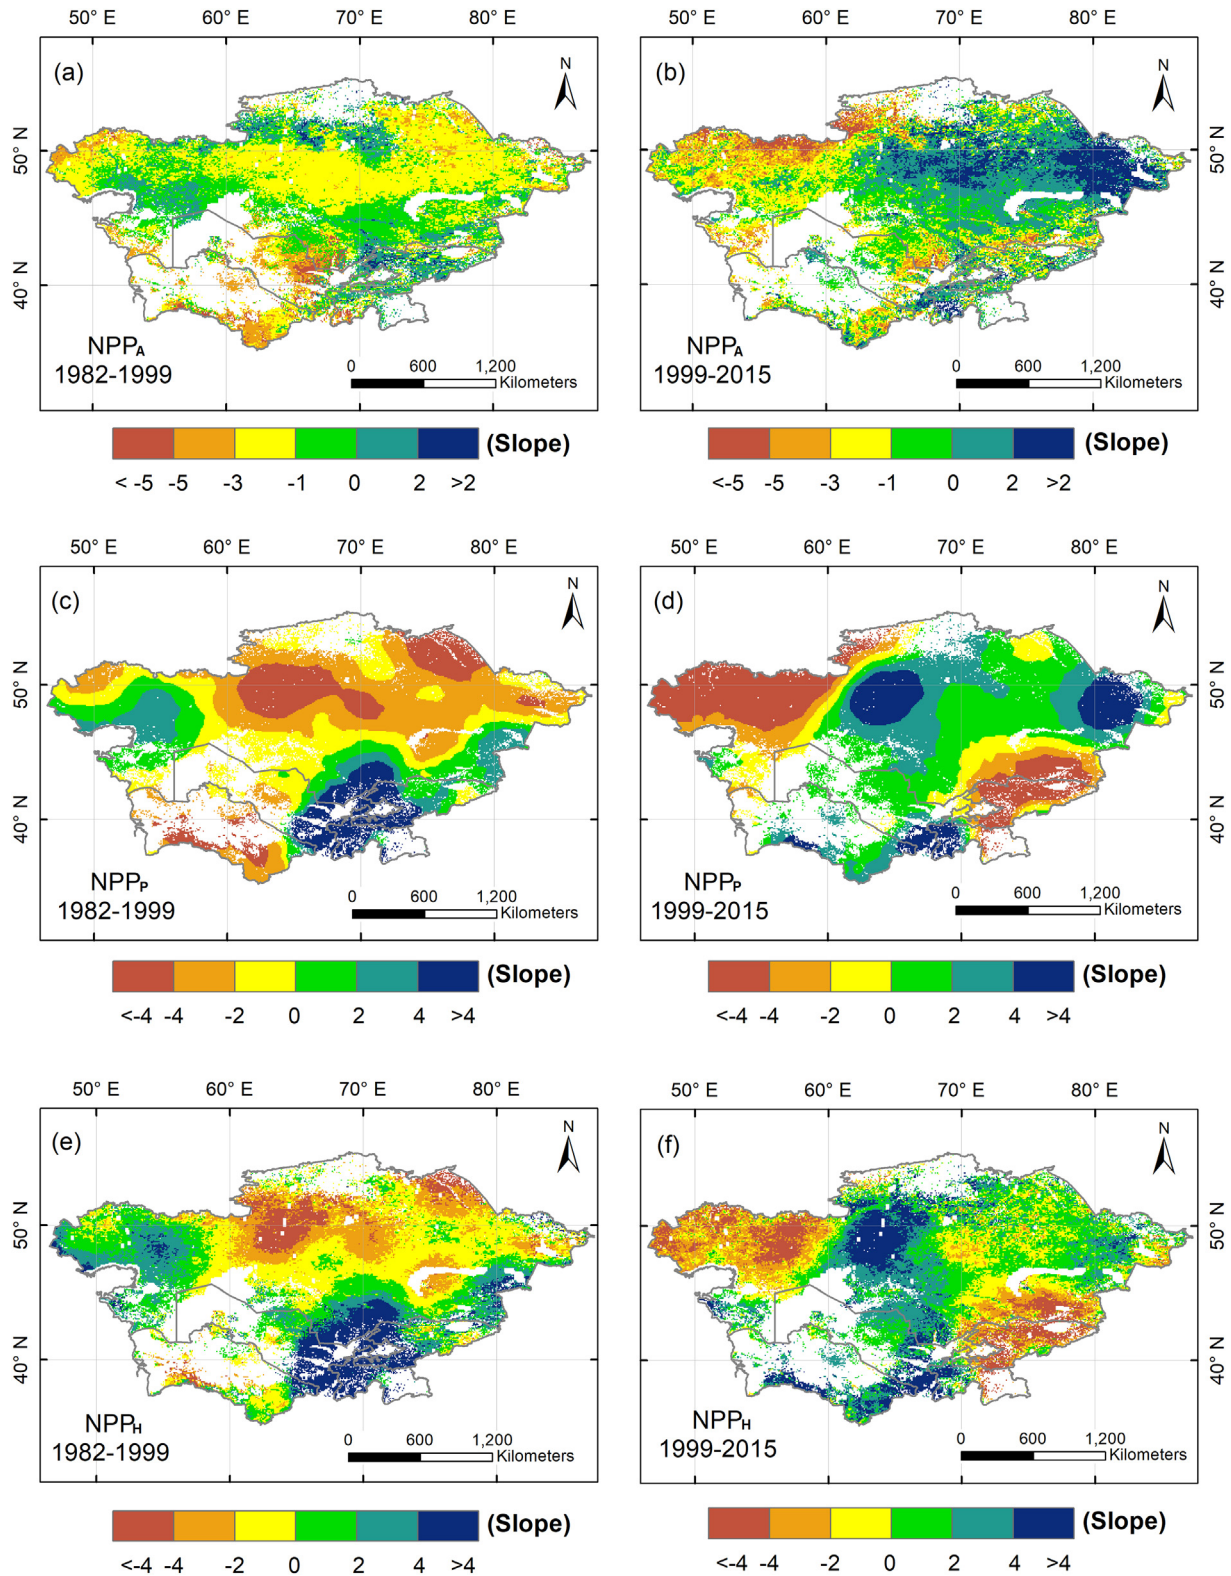 50° E 60° E 70° E 80° E
50° E 60° E 70° E 80° E
(a)
N
50° N
40° N
NPPA
1982-1999
0 600 1,200
Kilometers
(b)
N
50° N
40° N
NPPA
1999-2015
0 600 1,200
Kilometers
(Slope)
< -5 -5 -3 -1 0 2 >2
(Slope)
<-5 -5 -3 -1 0 2 >2
50° E 60° E 70° E 80° E
50° E 60° E 70° E 80° E
(c)
N
50° N
40° N
NPPP
1982-1999
0 600 1,200
Kilometers
(d)
N
50° N
40° N
NPPP
1999-2015
0 600 1,200
Kilometers
(Slope)
<-4 -4 -2 0 2 4 >4
(Slope)
<-4 -4 -2 0 2 4 >4
50° E 60° E 70° E 80° E
50° E 60° E 70° E 80° E
(e)
N
50° N
40° N
NPPH
1982-1999
0 600 1,200
Kilometers
(f)
N
50° N
40° N
NPPH
1999-2015
0 600 1,200
Kilometers
(Slope)
<-4 -4 -2 0 2 4 >4
(Slope)
<-4 -4 -2 0 2 4 >4